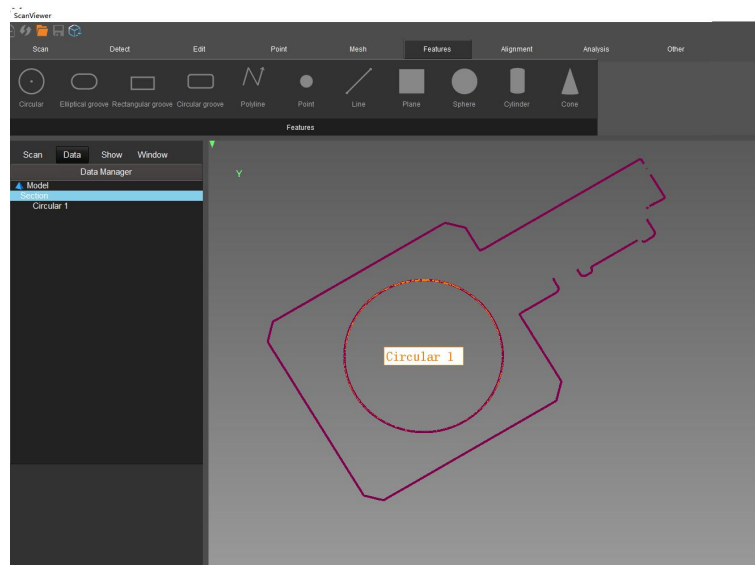 ScanViewer
Scan Detect Edit Point Mesh Features Alignment Analysis Other
Circular Elliptical groove Rectangular groove Circular groove Polyline Point Line Plane Sphere Cylinder Cone
Features
Scan Data Show Window
Data Manager
Model
Section
Circular 1
Y
Circular 1